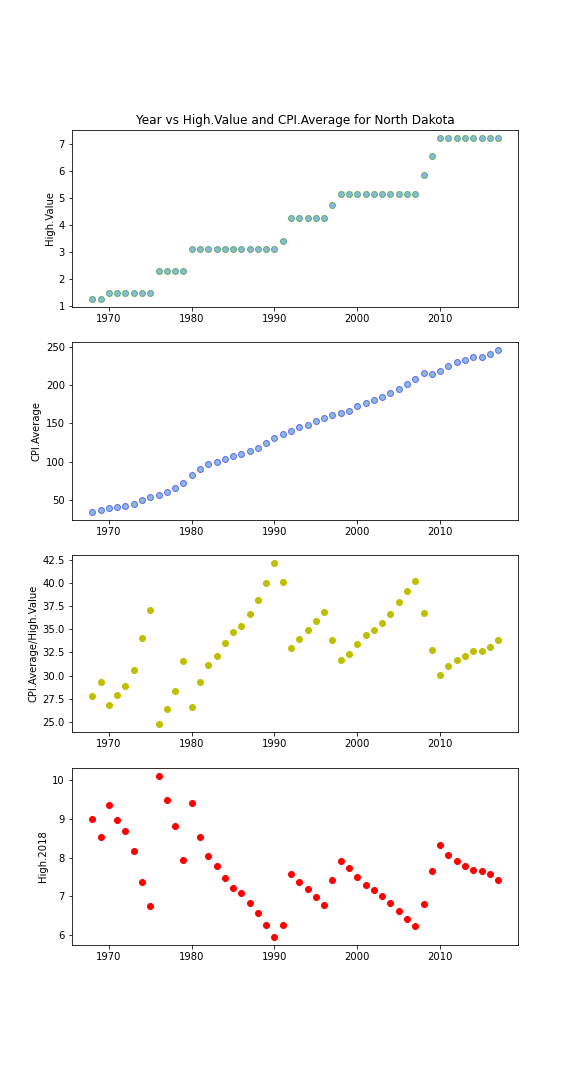 Year vs High.Value and CPI.Average for North Dakota
High.Value
7
6
5
4
3
2
1
1970 1980 1990 2000 2010
CPI.Average
250
200
150
100
50
1970 1980 1990 2000 2010
CPI.Average/High.Value
42.5
40.0
37.5
35.0
32.5
30.0
27.5
25.0
1970 1980 1990 2000 2010
High.2018
10
9
8
7
6
1970 1980 1990 2000 2010